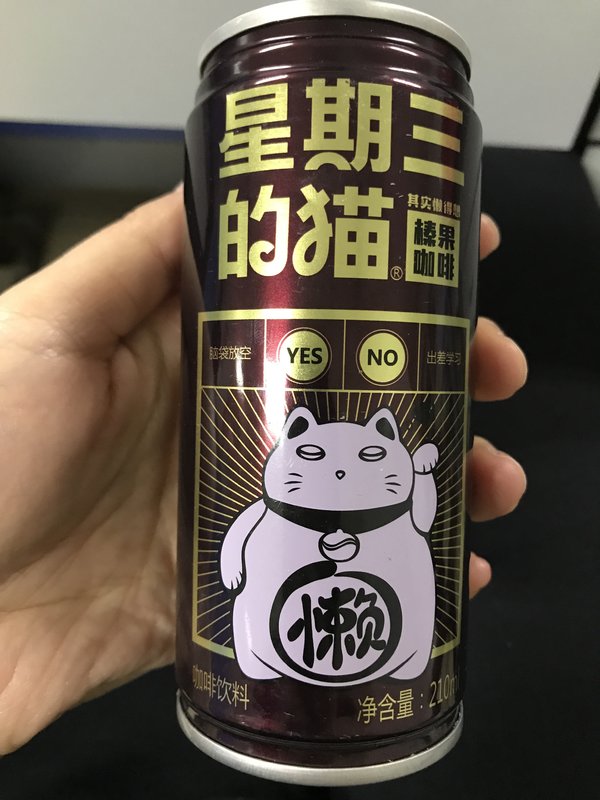 星期三
的猫®
其实懒得想
榛果
咖啡
脑袋放空 YES NO 出差学习
懒
咖啡饮料 净含量：210m